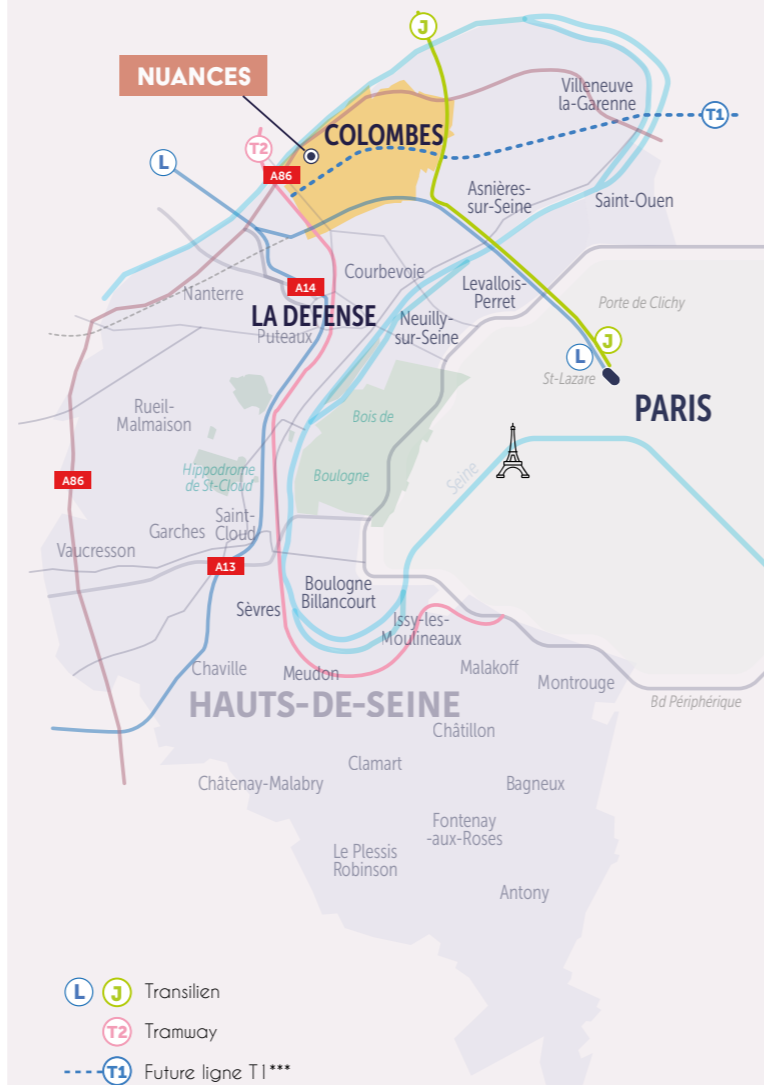 J
NUANCES
Villeneuve
la-Garenne
T1
COLOMBES
T2
L
A86
Asnières-
sur-Seine
Saint-Ouen
Courbevoie
Levallois-
Perret
Nanterre
A14
Porte de Clichy
LA DEFENSE
Neuilly-
sur-Seine
Puteaux
J
L
St-Lazare
PARIS
Rueil-
Malmaison
Bois de
Boulogne
Hippodrome
de St-Cloud
Seine
A86
Saint-
Cloud
Garches
Vaucresson
A13
Boulogne
Billancourt
Sèvres
Issy-les-
Moulineaux
Chaville
Meudon
Malakoff
Montrouge
Bd Périphérique
HAUTS-DE-SEINE
Châtillon
Clamart
Châtenay-Malabry
Bagneux
Fontenay
-aux-Roses
Le Plessis
Robinson
Antony
L J Transilien
T2 Tramway
T1 Future ligne T1***